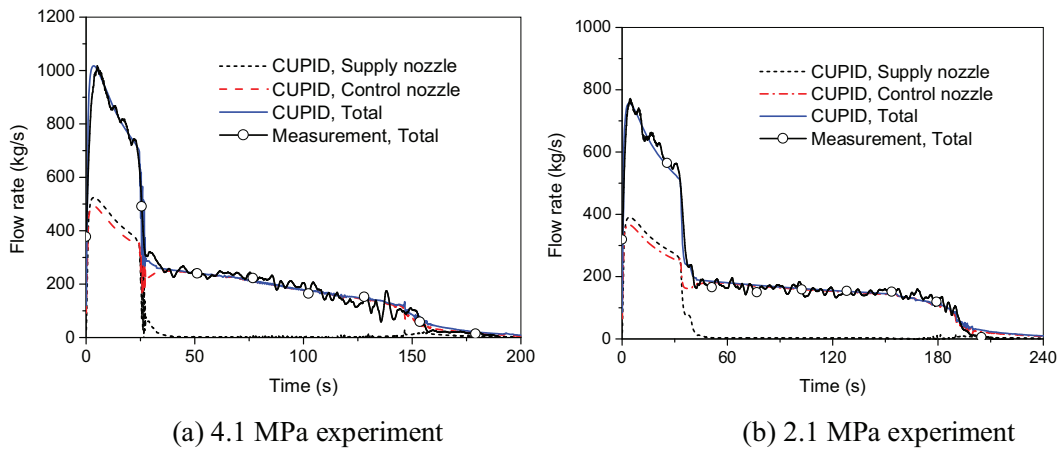 1200
1000
800
600
400
200
0
Flow rate (kg/s)
0 50 100 150 200
Time (s)
CUPID, Supply nozzle
CUPID, Control nozzle
CUPID, Total
Measurement, Total
(a) 4.1 MPa experiment
1000
800
600
400
200
0
Flow rate (kg/s)
0 60 120 180 240
Time (s)
CUPID, Supply nozzle
CUPID, Control nozzle
CUPID, Total
Measurement, Total
(b) 2.1 MPa experiment